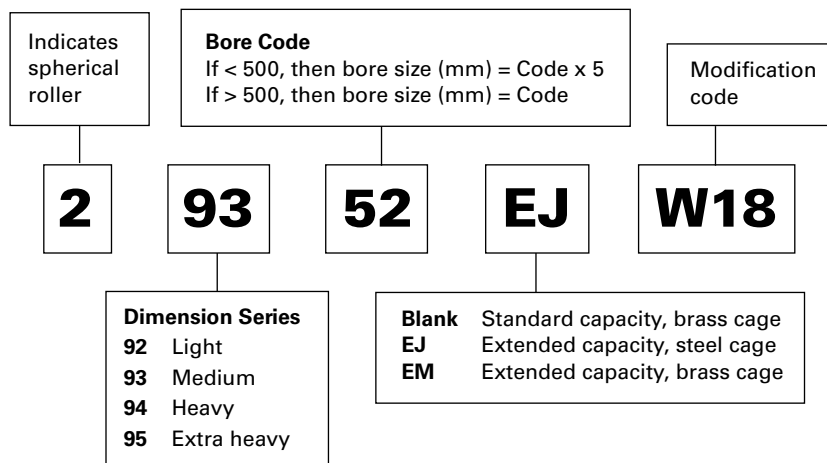 Indicates
spherical
roller
Bore Code
If < 500, then bore size (mm) = Code x 5
If > 500, then bore size (mm) = Code
Modification
code
2 93 52 EJ W18
Dimension Series
92 Light
93 Medium
94 Heavy
95 Extra heavy
Blank Standard capacity, brass cage
EJ Extended capacity, steel cage
EM Extended capacity, brass cage